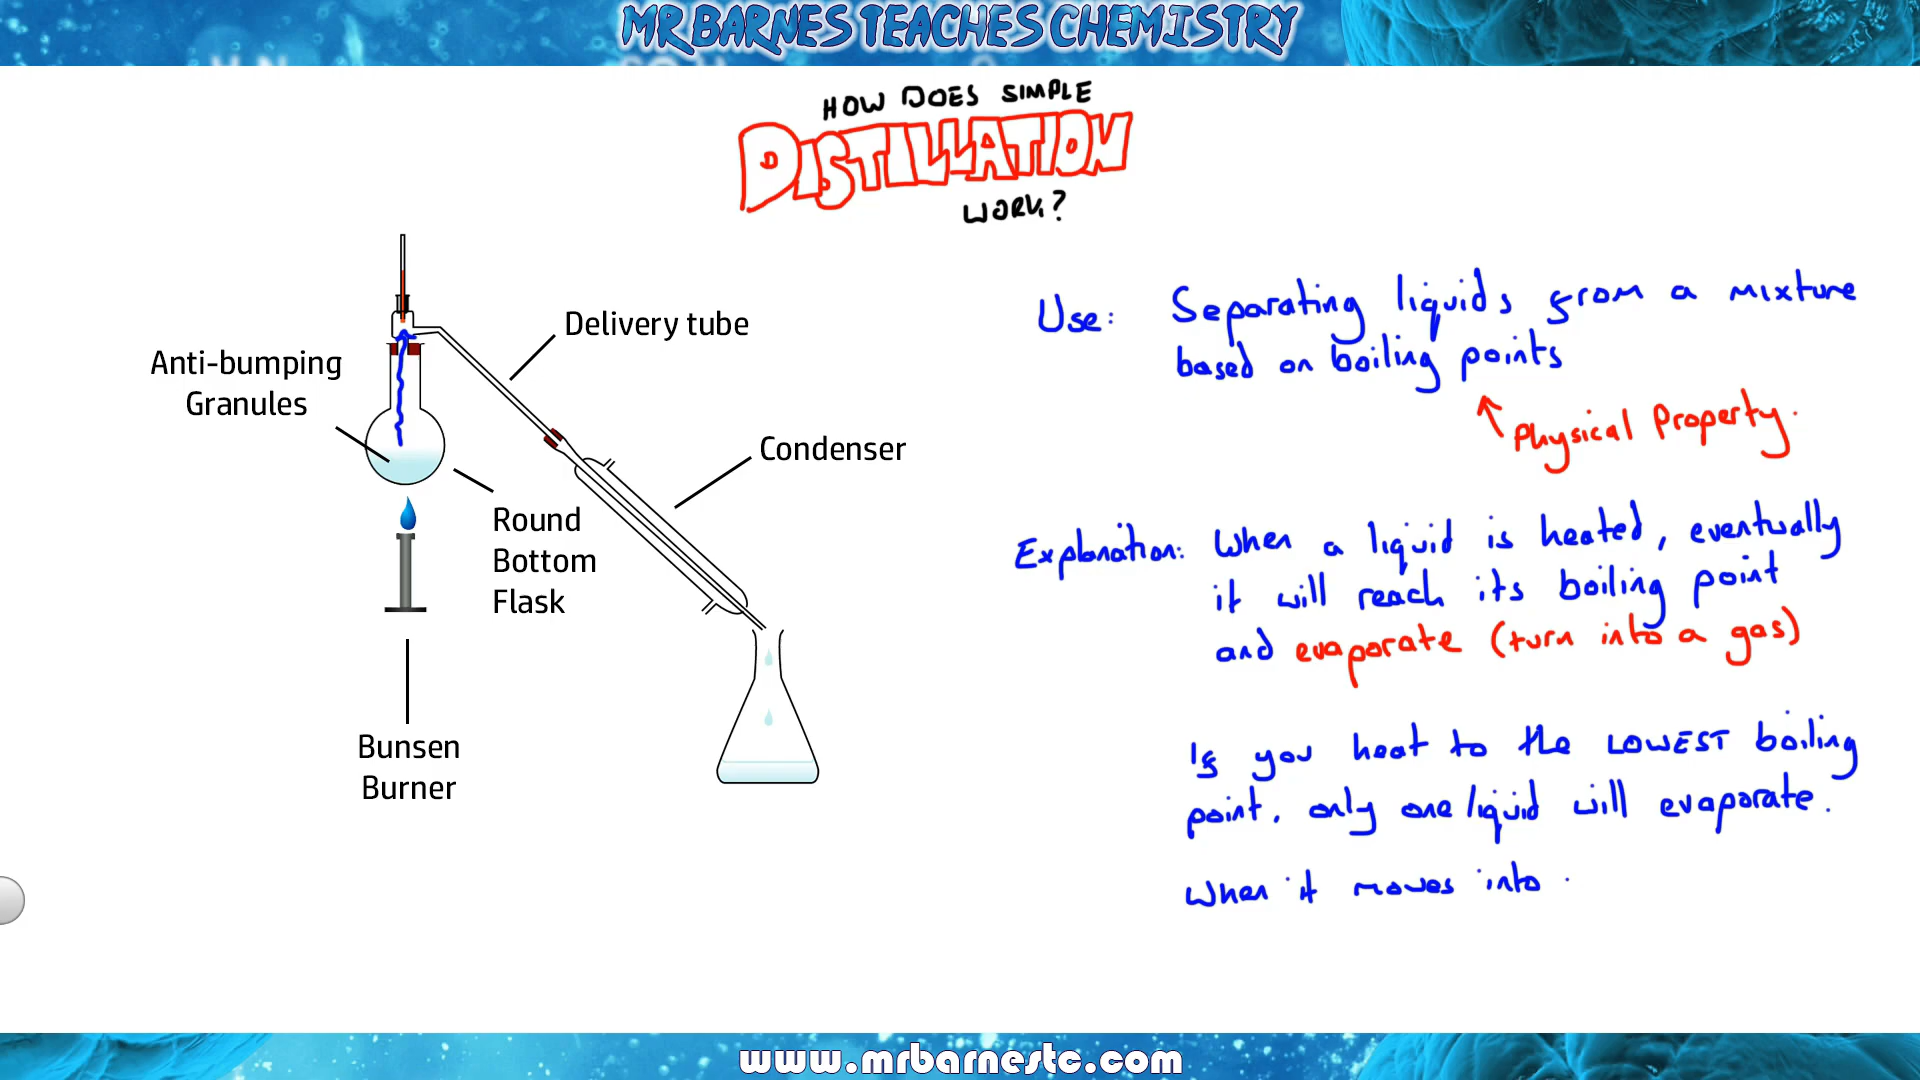 MR BARNES TEACHES CHEMISTRY
HOW DOES SIMPLE
DISTILLATION
WORK?
Delivery tube
Anti-bumping
Granules
Condenser
Round
Bottom
Flask
Bunsen
Burner
Use: Separating liquids from a mixture
based on boiling points
Physical Property.
Explanation: When a liquid is heated, eventually
it will reach its boiling point
and evaporate (turn into a gas)
If you heat to the LOWEST boiling
point, only one liquid will evaporate.
When it moves into
www.mrbarnestc.com